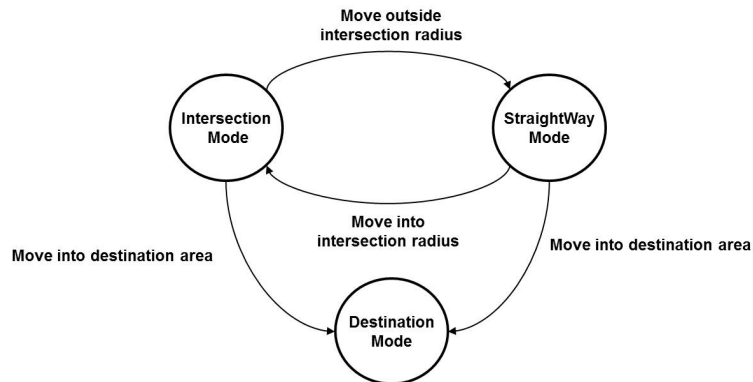 Move outside
intersection radius
Intersection
Mode
StraightWay
Mode
Move into
intersection radius
Move into destination area
Move into destination area
Destination
Mode